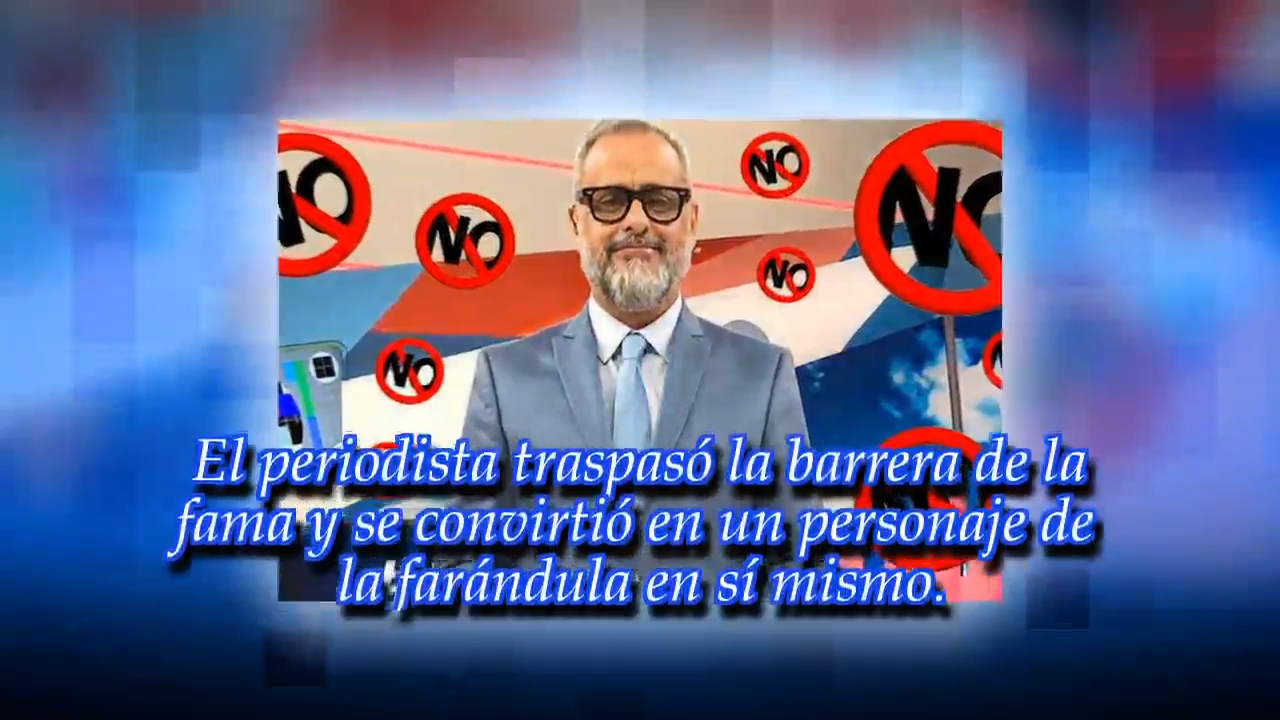 NO
NO
NO
NO
NO
NO
El periodista traspasó la barrera de la
fama y se convirtió en un personaje de
la farándula en sí mismo.